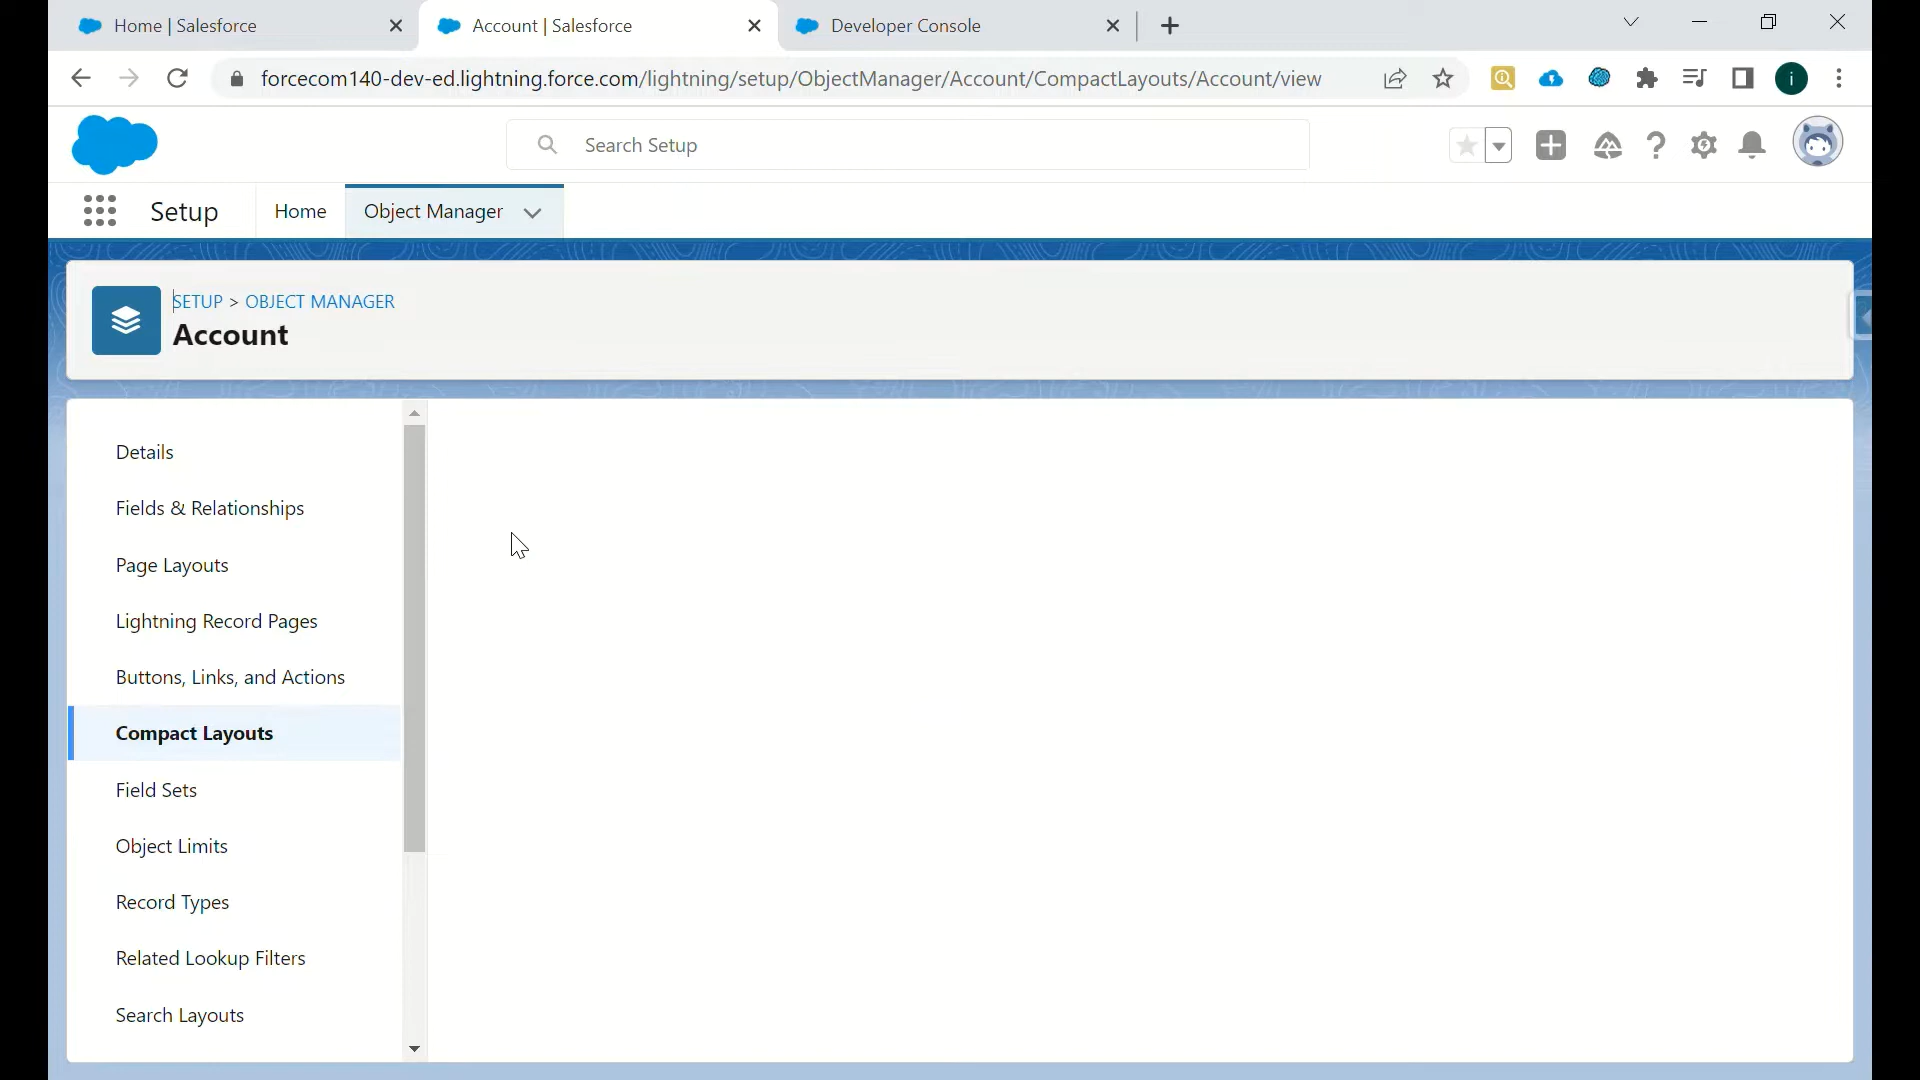 Home | Salesforce
Account | Salesforce
Developer Console
forcecom140-dev-ed.lightning.force.com/lightning/setup/ObjectManager/Account/CompactLayouts/Account/view
i
Search Setup
Setup
Home
Object Manager
SETUP > OBJECT MANAGER
Account
Details
Fields & Relationships
Page Layouts
Lightning Record Pages
Buttons, Links, and Actions
Compact Layouts
Field Sets
Object Limits
Record Types
Related Lookup Filters
Search Layouts